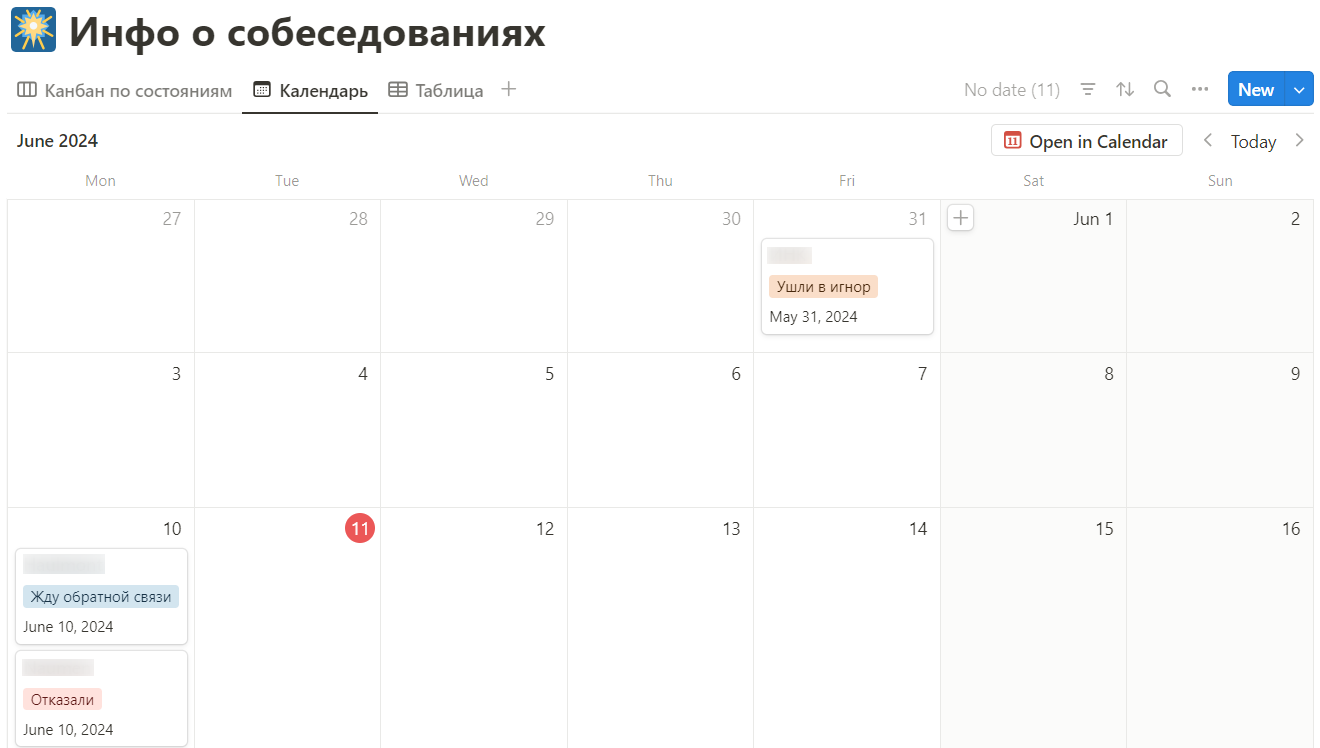 Инфо о собеседованиях
Канбан по состояниям Календарь Таблица No date (11) New
June 2024 11 Open in Calendar Today
Mon Tue Wed Thu Fri Sat Sun
27 28 29 30 31 Jun 1 2
Ушли в игнор
May 31, 2024
3 4 5 6 7 8 9
10 11 12 13 14 15 16
Жду обратной связи
June 10, 2024
Отказали
June 10, 2024